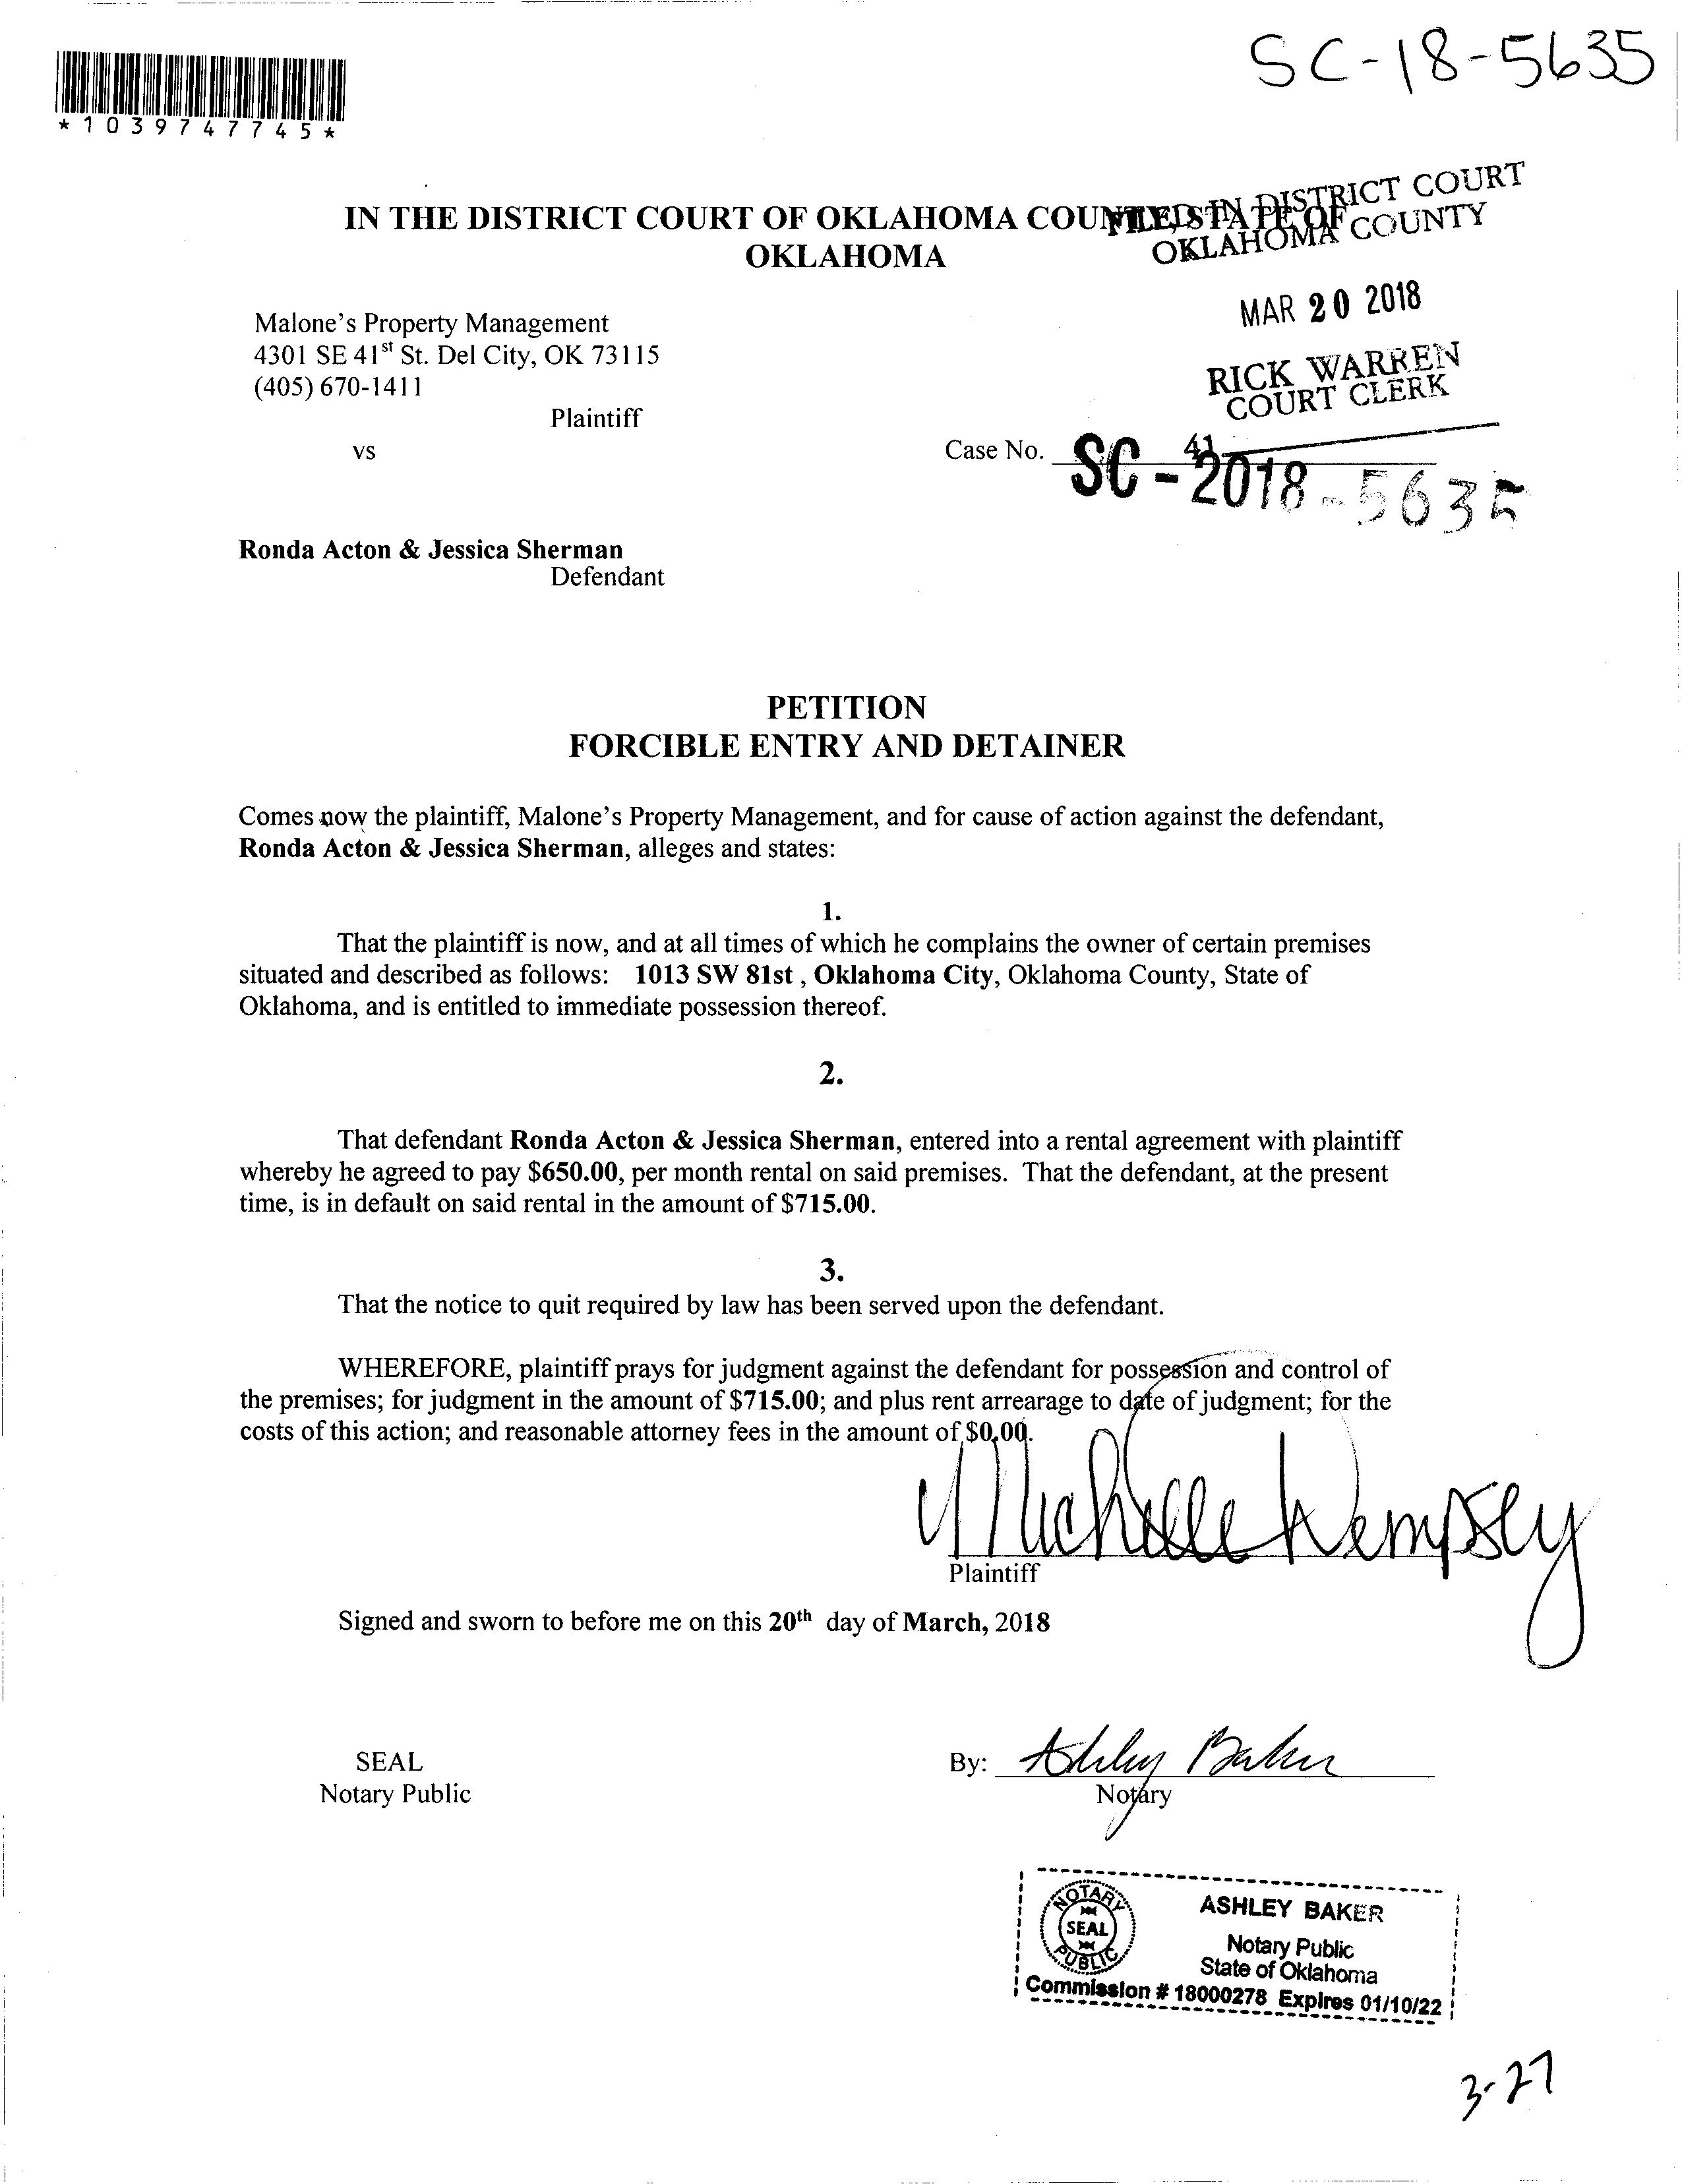 SC-18-5635
*1039747745*
IN THE DISTRICT COURT OF OKLAHOMA COUNTY, STATE OF
OKLAHOMA
FILED IN DISTRICT COURT
OKLAHOMA COUNTY
MAR 20 2018
RICK WARREN
COURT CLERK
41
Malone's Property Management
4301 SE 41st St. Del City, OK 73115
(405) 670-1411
Plaintiff
vs
Case No. SC-2018-5635
Ronda Acton & Jessica Sherman
Defendant
PETITION
FORCIBLE ENTRY AND DETAINER
Comes now the plaintiff, Malone's Property Management, and for cause of action against the defendant,
Ronda Acton & Jessica Sherman, alleges and states:
1.
That the plaintiff is now, and at all times of which he complains the owner of certain premises
situated and described as follows: 1013 SW 81st , Oklahoma City, Oklahoma County, State of
Oklahoma, and is entitled to immediate possession thereof.
2.
That defendant Ronda Acton & Jessica Sherman, entered into a rental agreement with plaintiff
whereby he agreed to pay $650.00, per month rental on said premises. That the defendant, at the present
time, is in default on said rental in the amount of $715.00.
3.
That the notice to quit required by law has been served upon the defendant.
WHEREFORE, plaintiff prays for judgment against the defendant for possession and control of
the premises; for judgment in the amount of $715.00; and plus rent arrearage to date of judgment; for the
costs of this action; and reasonable attorney fees in the amount of $0.00.
Michelle
Plaintiff
Signed and sworn to before me on this 20th day of March, 2018
SEAL
Notary Public
By: Ashley Baker
Notary
NOTARY
SEAL
PUBLIC
ASHLEY BAKER
Notary Public
State of Oklahoma
Commission # 18000278 Expires 01/10/22
3-27